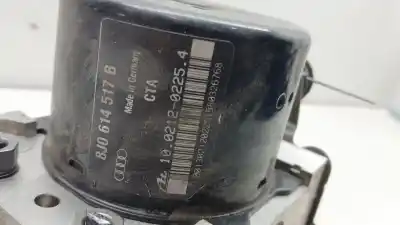 8J0 614 517 B
Made in Germany
CTA
10.0212-0225.4